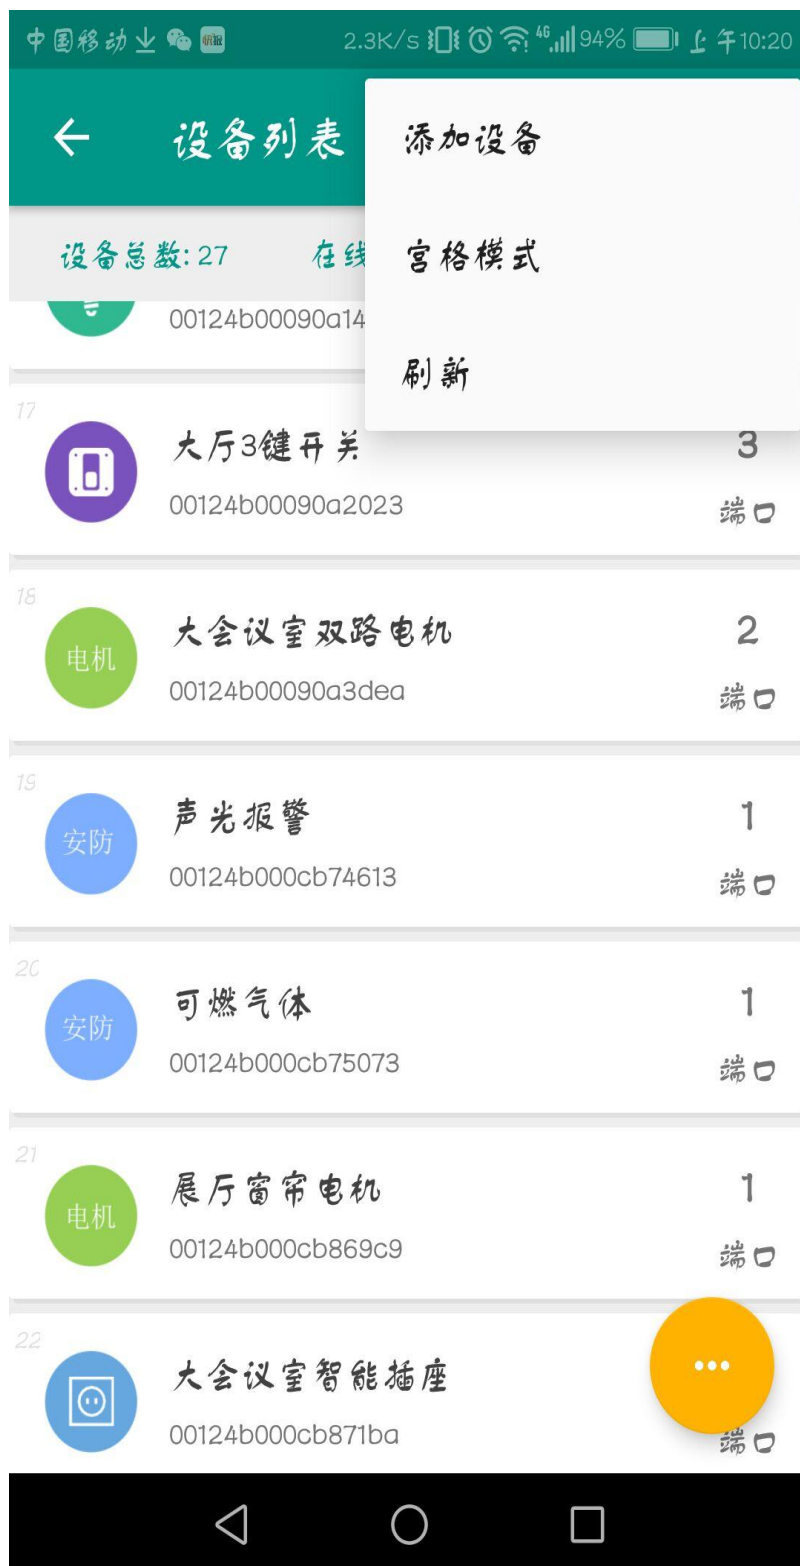 中国移动 2.3K/s 4G 94% 上午10:20
设备列表
添加设备
宫格模式
刷新
设备总数: 27 在线
00124b00090a14
17
大厅3键开关
3
00124b00090a2023
端口
18
电机
大会议室双路电机
2
00124b00090a3dea
端口
19
安防
声光报警
1
00124b000cb74613
端口
20
安防
可燃气体
1
00124b000cb75073
端口
21
电机
展厅窗帘电机
1
00124b000cb869c9
端口
22
大会议室智能插座
00124b000cb871ba
端口